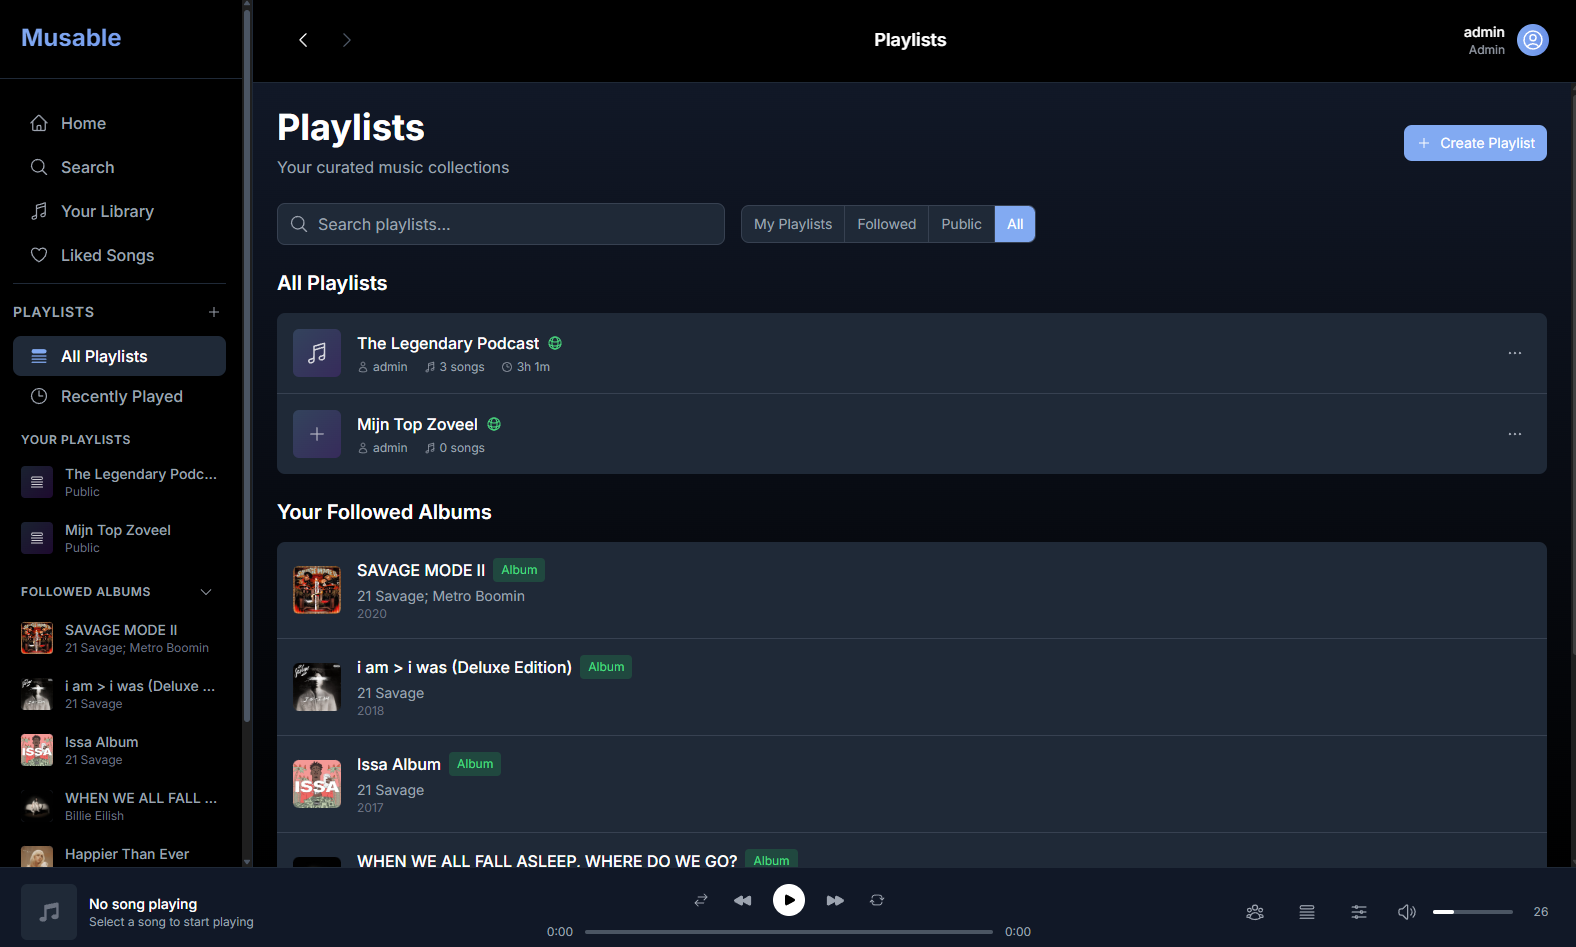 Musable
Home
Search
Your Library
Liked Songs
PLAYLISTS
All Playlists
Recently Played
YOUR PLAYLISTS
The Legendary Podc...
Public
Mijn Top Zoveel
Public
FOLLOWED ALBUMS
SAVAGE MODE II
21 Savage; Metro Boomin
i am > i was (Deluxe ...
21 Savage
Issa Album
21 Savage
WHEN WE ALL FALL ...
Billie Eilish
Happier Than Ever
Playlists
admin
Admin
Playlists
Your curated music collections
Create Playlist
Search playlists...
My Playlists Followed Public All
All Playlists
The Legendary Podcast
admin 3 songs 3h 1m
Mijn Top Zoveel
admin 0 songs
Your Followed Albums
SAVAGE MODE II Album
21 Savage; Metro Boomin
2020
i am > i was (Deluxe Edition) Album
21 Savage
2018
ISSA
Issa Album Album
21 Savage
2017
WHEN WE ALL FALL ASLEEP, WHERE DO WE GO? Album
No song playing
Select a song to start playing
0:00 0:00
26